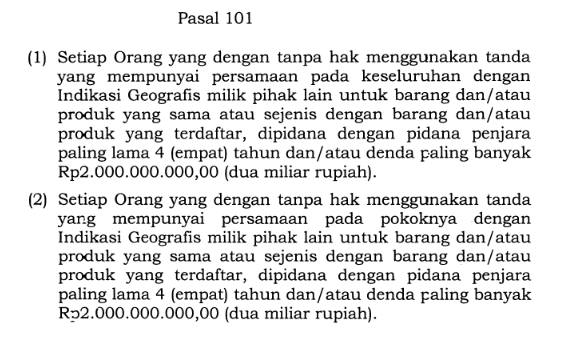 Pasal 101
(1) Setiap Orang yang dengan tanpa hak menggunakan tanda
yang mempunyai persamaan pada keseluruhan dengan
Indikasi Geografis milik pihak lain untuk barang dan/atau
produk yang sama atau sejenis dengan barang dan/atau
produk yang terdaftar, dipidana dengan pidana penjara
paling lama 4 (empat) tahun dan/atau denda paling banyak
Rp2.000.000.000,00 (dua miliar rupiah).
(2) Setiap Orang yang dengan tanpa hak menggunakan tanda
yang mempunyai persamaan pada pokoknya dengan
Indikasi Geografis milik pihak lain untuk barang dan/atau
produk yang sama atau sejenis dengan barang dan/atau
produk yang terdaftar, dipidana dengan pidana penjara
paling lama 4 (empat) tahun dan/atau denda paling banyak
Rp2.000.000.000,00 (dua miliar rupiah).